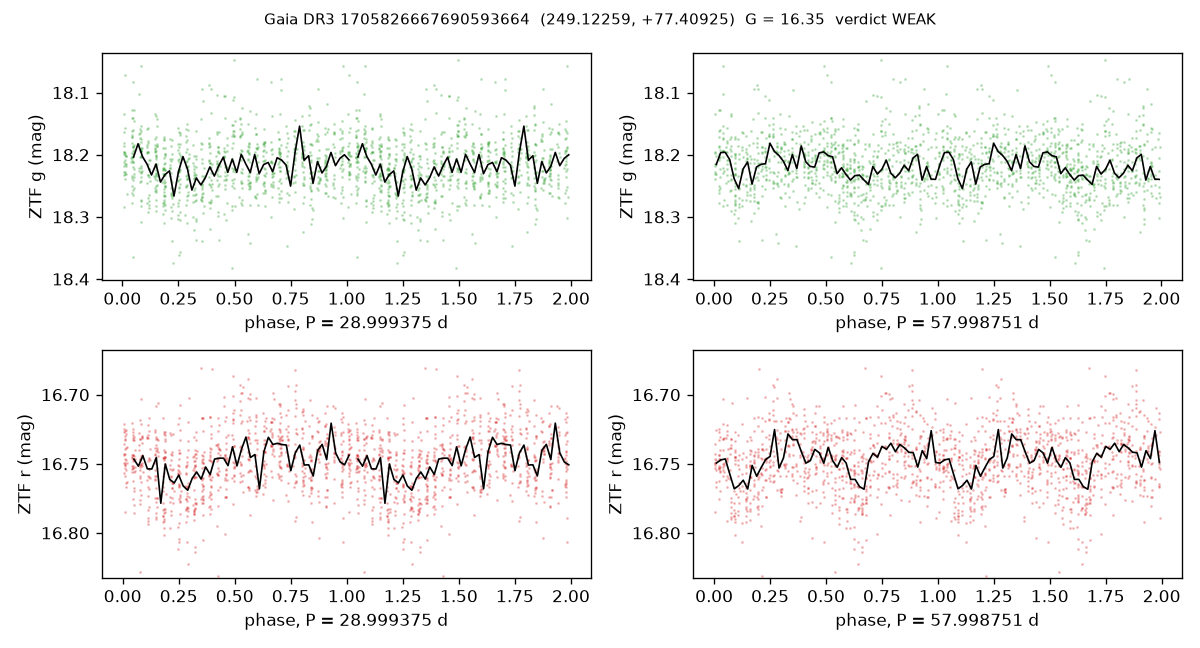 Gaia DR3 1705826667690593664 (249.12259, +77.40925) G = 16.35 verdict WEAK
ZTF g (mag)
18.1
18.2
18.3
18.4
0.00 0.25 0.50 0.75 1.00 1.25 1.50 1.75 2.00
phase, P = 28.999375 d
ZTF g (mag)
18.1
18.2
18.3
18.4
0.00 0.25 0.50 0.75 1.00 1.25 1.50 1.75 2.00
phase, P = 57.998751 d
ZTF r (mag)
16.70
16.75
16.80
0.00 0.25 0.50 0.75 1.00 1.25 1.50 1.75 2.00
phase, P = 28.999375 d
ZTF r (mag)
16.70
16.75
16.80
0.00 0.25 0.50 0.75 1.00 1.25 1.50 1.75 2.00
phase, P = 57.998751 d